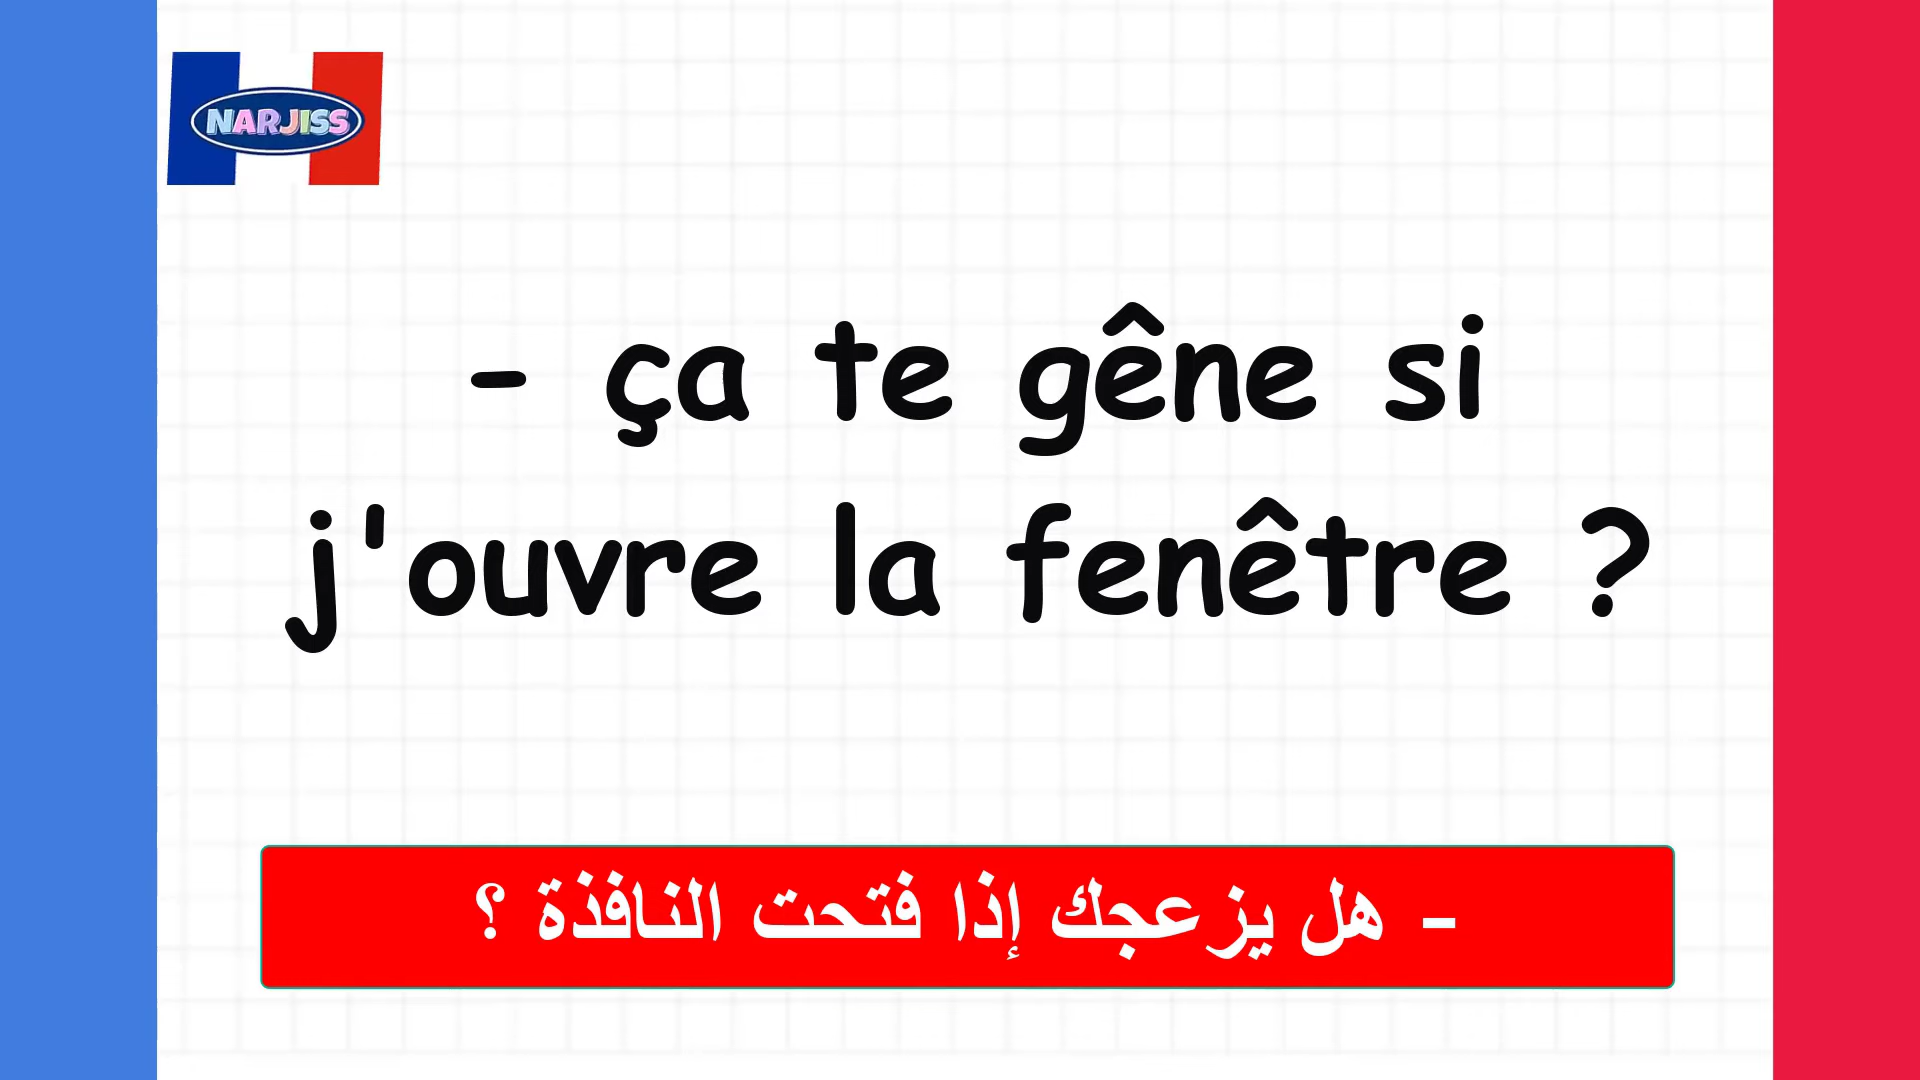 NARJISS
- ça te gêne si
j'ouvre la fenêtre ?
- هل يزعجك إذا فتحت النافذة ؟